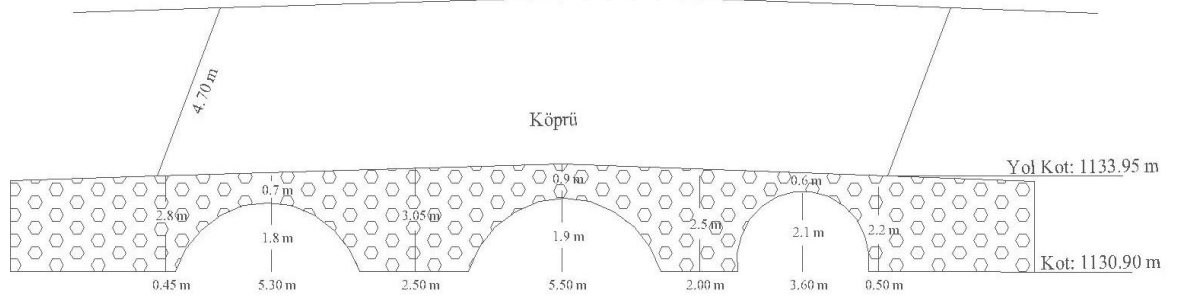 4.70 m
Köprü
Yol Kot: 1133.95 m
0.7 m
0.9 m
0.6 m
2.8 m
3.05 m
2.5 m
2.2 m
1.8 m
1.9 m
2.1 m
Kot: 1130.90 m
0.45 m
5.30 m
2.50 m
5.50 m
2.00 m
3.60 m
0.50 m